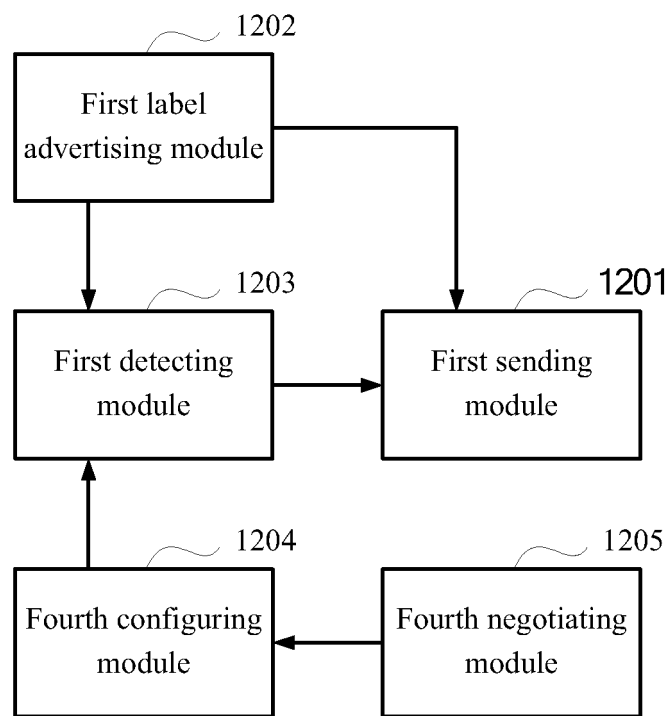 1202
First label
advertising module
1203
1201
First detecting
module
First sending
module
1204
1205
Fourth configuring
module
Fourth negotiating
module